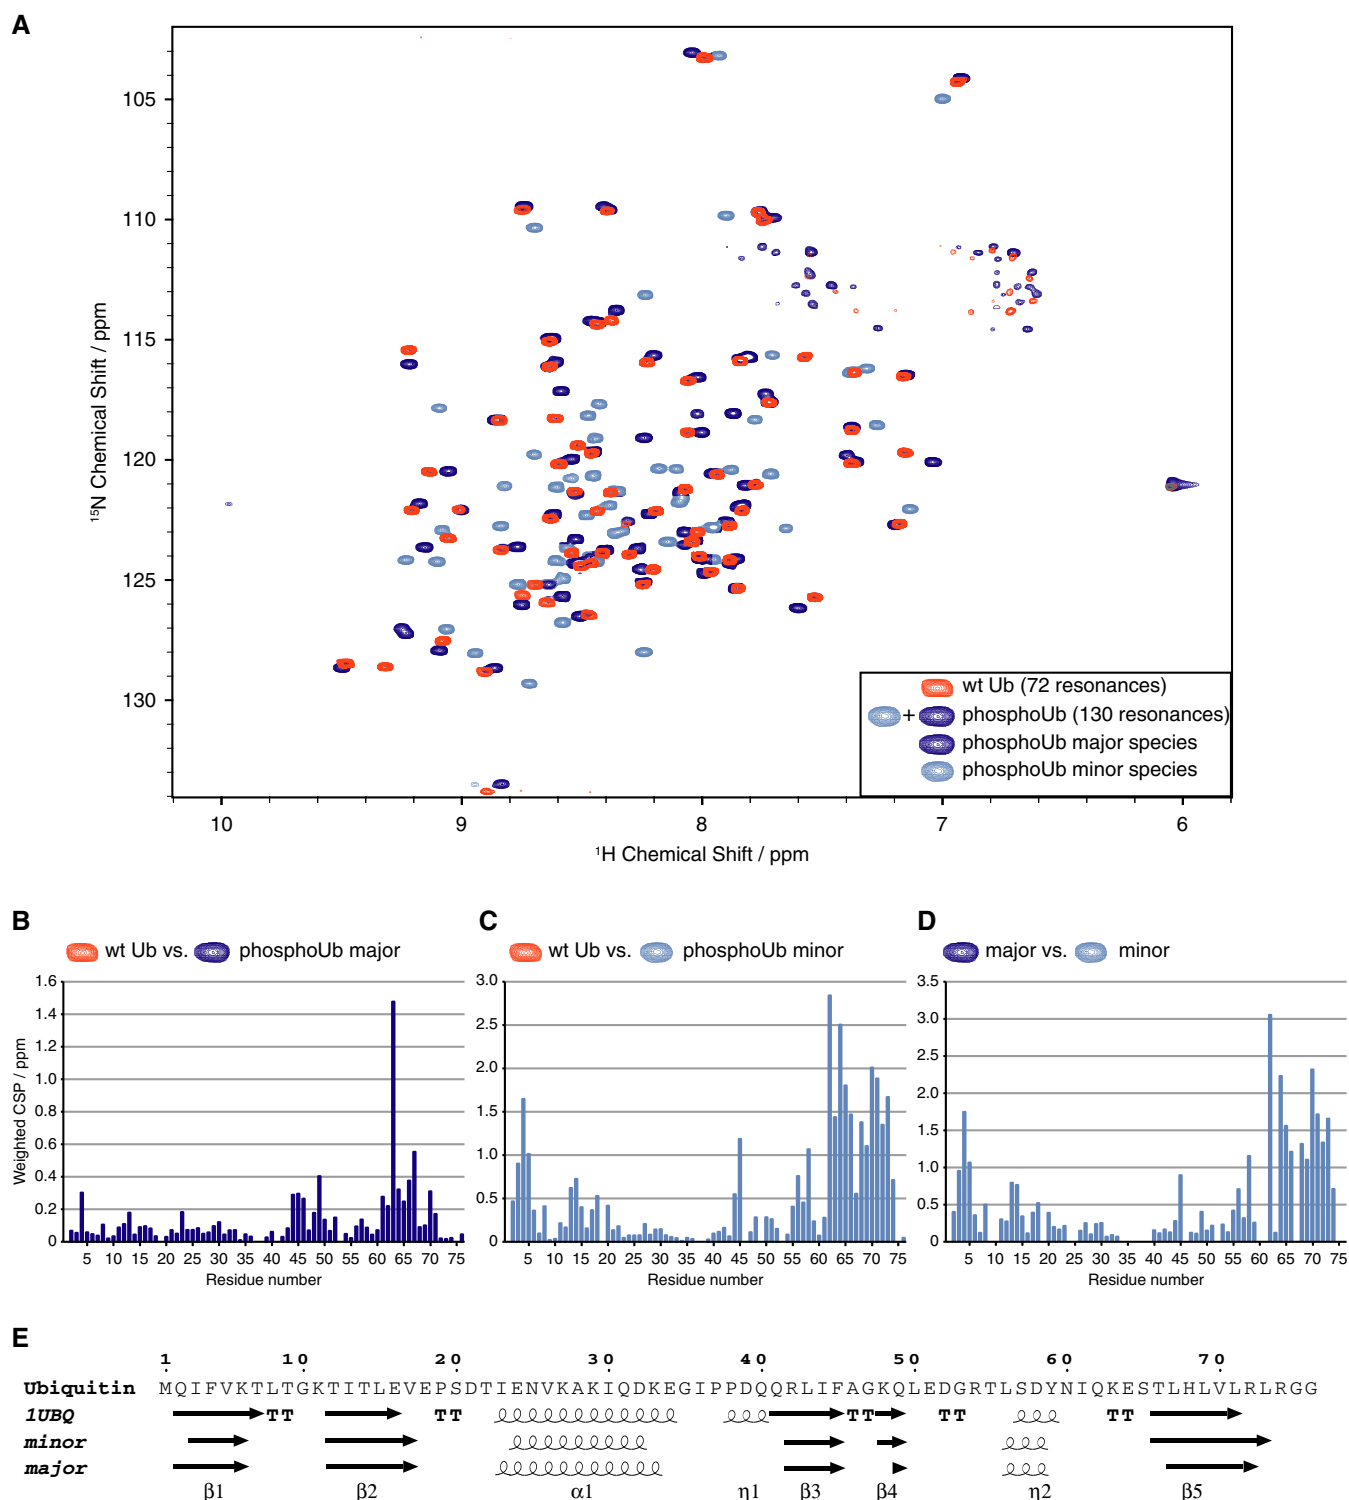 A
105
110
115
120
125
130
15N Chemical Shift / ppm
wt Ub (72 resonances)
+ phosphoUb (130 resonances)
phosphoUb major species
phosphoUb minor species
10 9 8 7 6
1H Chemical Shift / ppm
B
wt Ub vs. phosphoUb major
1.6
1.4
1.2
1.0
0.8
0.6
0.4
0.2
0
Weighted CSP / ppm
5 10 15 20 25 30 35 40 45 50 55 60 65 70 75
Residue number
C
wt Ub vs. phosphoUb minor
3.0
2.5
2.0
1.5
1.0
0.5
0
5 10 15 20 25 30 35 40 45 50 55 60 65 70 75
Residue number
D
major vs. minor
3.5
3.0
2.5
2.0
1.5
1.0
0.5
0
5 10 15 20 25 30 35 40 45 50 55 60 65 70 75
Residue number
E
1 10 20 30 40 50 60 70
Ubiquitin MQIFVKTLTGKTITLEVEPSDTIENVKAKIQDKEGIPPDQQRLIFAGKQLEDGRTLSDYNIQKESTLHLVLRLRGG
1UBQ TT TT TT TT TT
minor
major
β1 β2 α1 η1 β3 β4 η2 β5